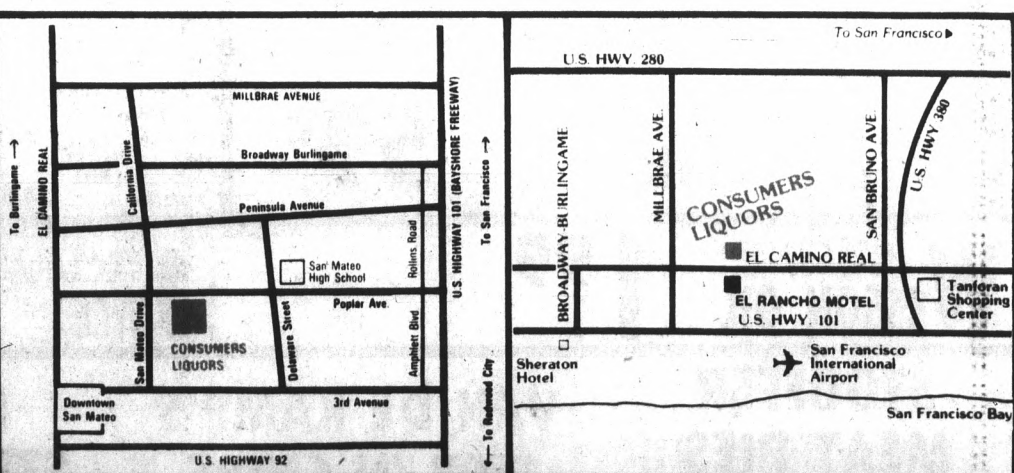 To Burlingame →
EL CAMINO REAL
MILLBRAE AVENUE
California Drive
Broadway Burlingame
Peninsula Avenue
San Mateo
High School
Rollins Road
Poplar Ave.
San Mateo Drive
CONSUMERS
LIQUORS
Delaware Street
Amphlett Blvd
Downtown
San Mateo
3rd Avenue
U.S. HIGHWAY 92
U.S. HIGHWAY 101 (BAYSHORE FREEWAY)
To San Francisco →
← To Redwood City
To San Francisco ▶
U.S. HWY. 280
BROADWAY-BURLINGAME
MILLBRAE AVE.
SAN BRUNO AVE.
U.S. HWY 380
CONSUMERS
LIQUORS
EL CAMINO REAL
EL RANCHO MOTEL
U.S. HWY. 101
Tanforan
Shopping
Center
Sheraton
Hotel
San Francisco
International
Airport
San Francisco Bay